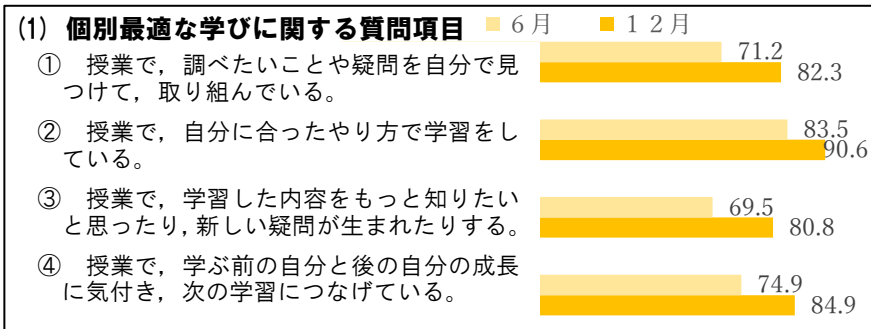 (1) 個別最適な学びに関する質問項目 6月 12月
① 授業で，調べたいことや疑問を自分で見
つけて，取り組んでいる。
71.2
82.3
② 授業で，自分に合ったやり方で学習をし
ている。
83.5
90.6
③ 授業で，学習した内容をもっと知りたい
と思ったり，新しい疑問が生まれたりする。
69.5
80.8
④ 授業で，学ぶ前の自分と後の自分の成長
に気付き，次の学習につなげている。
74.9
84.9